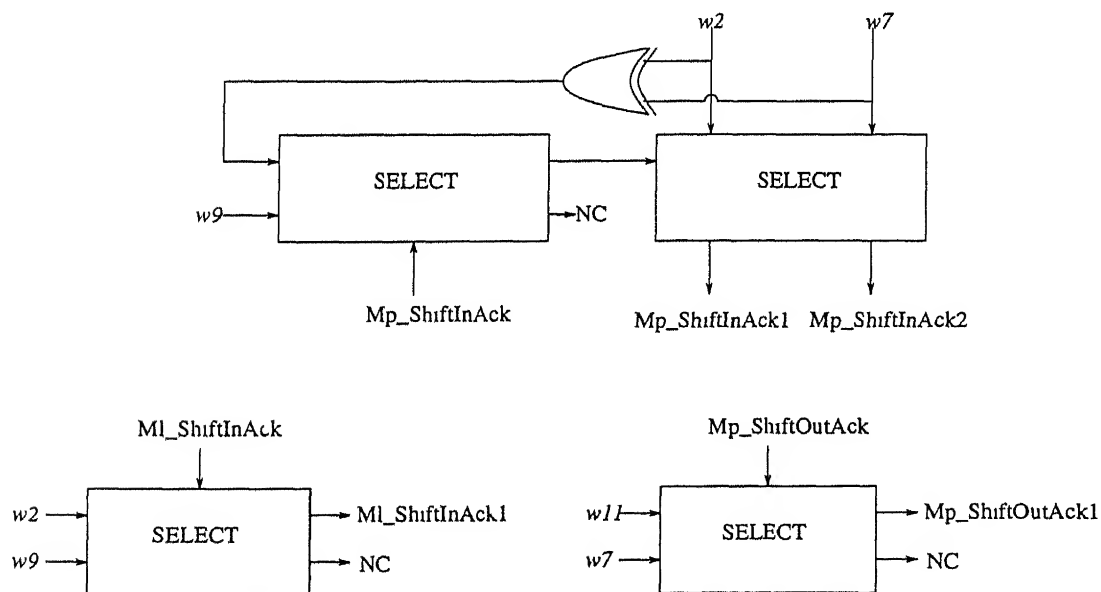 w2 w7
SELECT SELECT
w9 NC
Mp_ShiftInAck Mp_ShiftInAck1 Mp_ShiftInAck2
Ml_ShiftInAck Mp_ShiftOutAck
w2 Ml_ShiftInAck1 w11 Mp_ShiftOutAck1
SELECT SELECT
w9 NC w7 NC